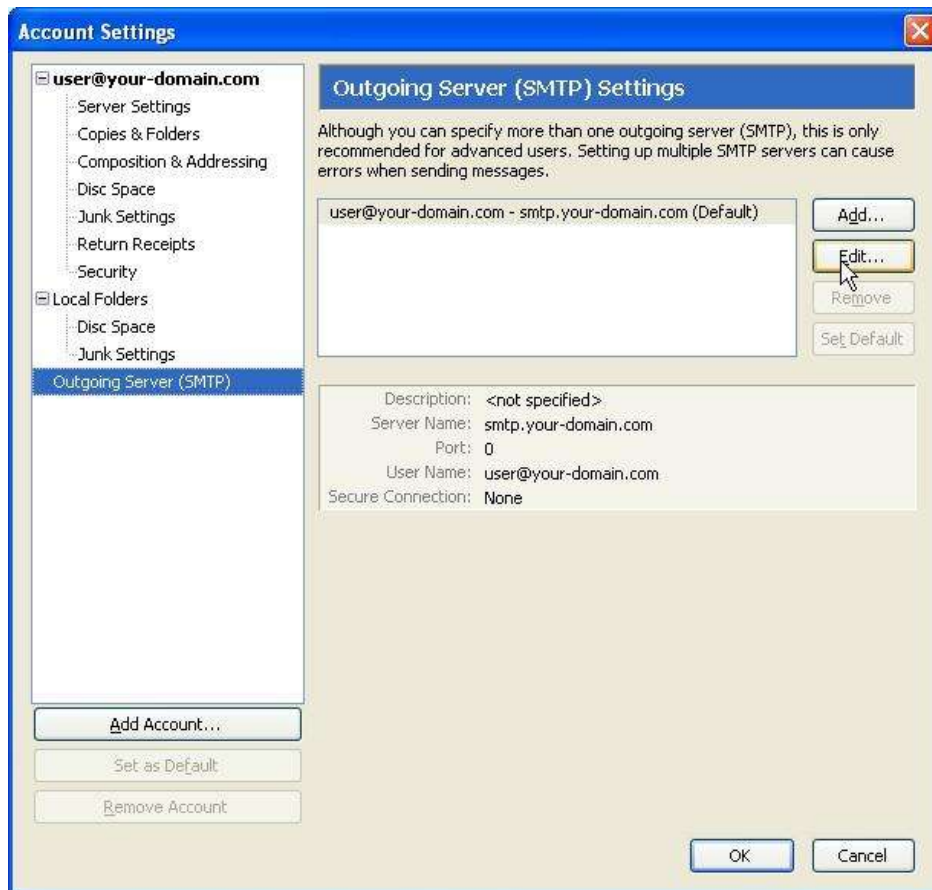 Account Settings
user@your-domain.com
Server Settings
Copies & Folders
Composition & Addressing
Disc Space
Junk Settings
Return Receipts
Security
Local Folders
Disc Space
Junk Settings
Outgoing Server (SMTP)
Add Account...
Set as Default
Remove Account
Outgoing Server (SMTP) Settings
Although you can specify more than one outgoing server (SMTP), this is only
recommended for advanced users. Setting up multiple SMTP servers can cause
errors when sending messages.
user@your-domain.com - smtp.your-domain.com (Default)
Add...
Edit...
Remove
Set Default
Description: <not specified>
Server Name: smtp.your-domain.com
Port: 0
User Name: user@your-domain.com
Secure Connection: None
OK
Cancel